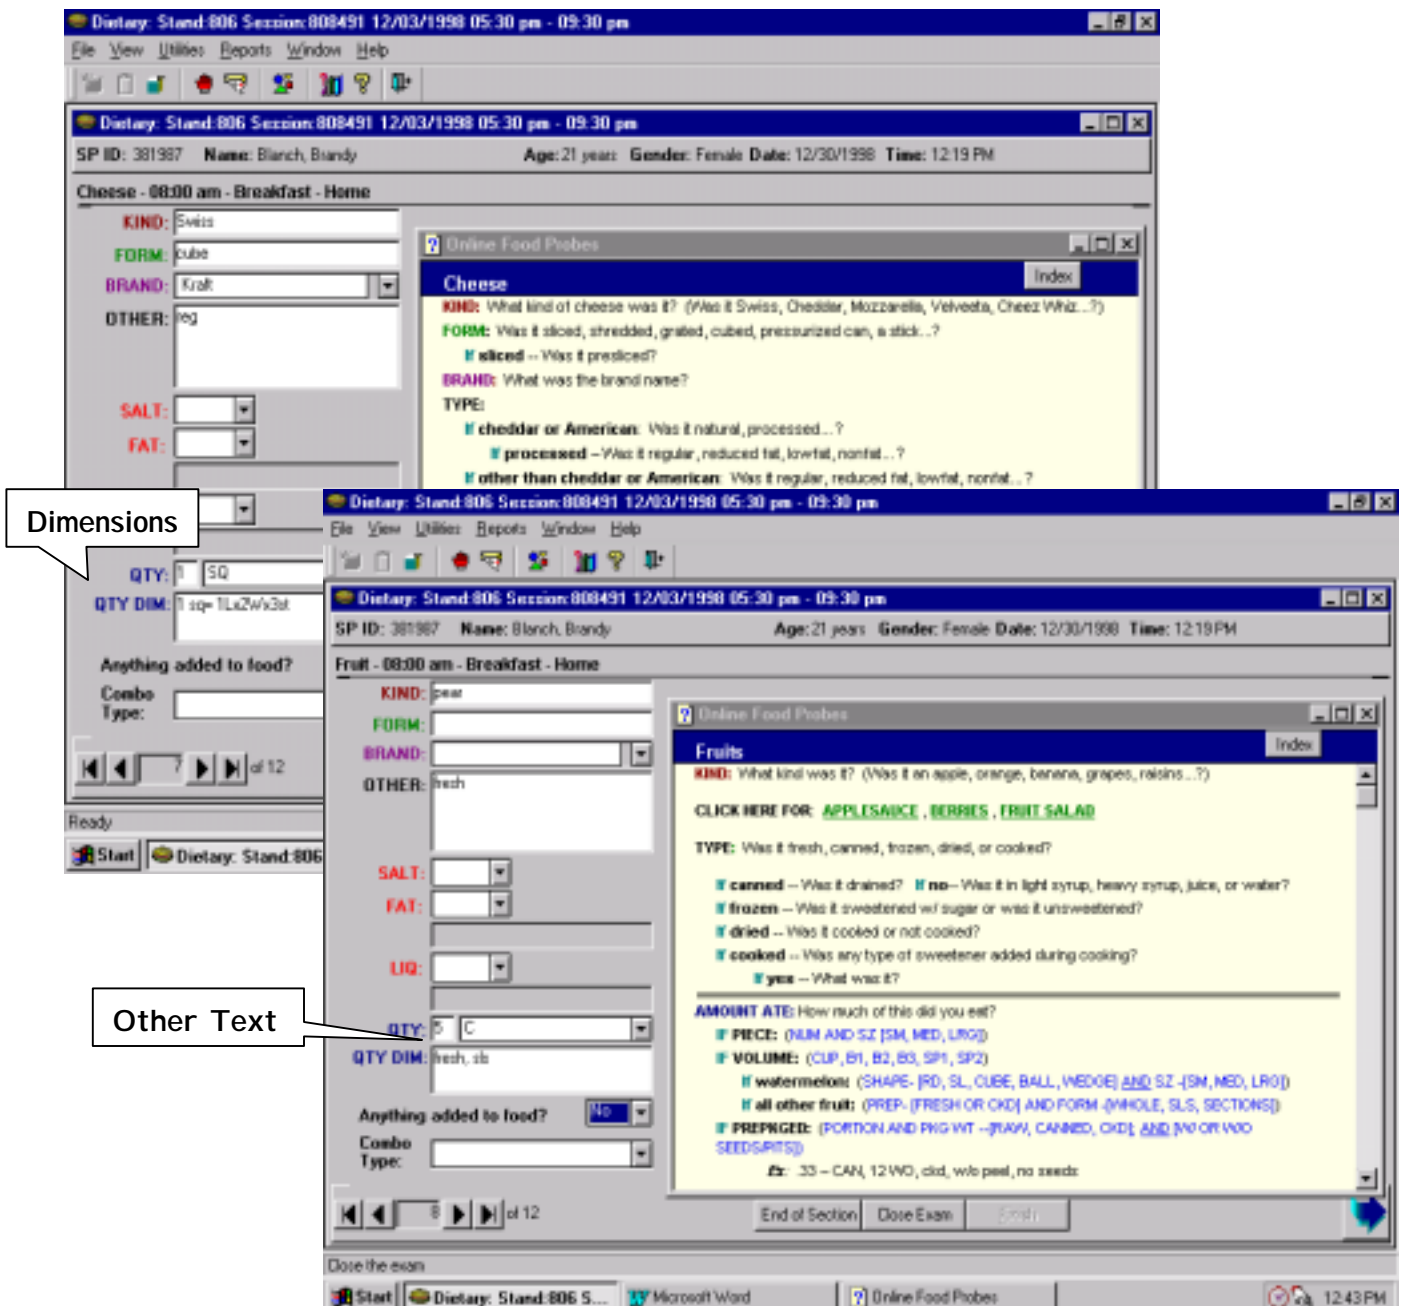 Dietary: Stand:806 Session:808491 12/03/1998 05:30 pm - 09:30 pm
File View Utilities Reports Window Help
Dietary: Stand:806 Session:808491 12/03/1998 05:30 pm - 09:30 pm
SP ID: 381987 Name: Blanch, Brandy Age: 21 years Gender: Female Date: 12/30/1998 Time: 12:19 PM
Cheese - 08:00 am - Breakfast - Home
KIND: Swiss
FORM: cube
BRAND: Kraft
OTHER: reg
SALT:
FAT:
Online Food Probes
Index
Cheese
KIND: What kind of cheese was it? (Was it Swiss, Cheddar, Mozzarella, Velveeta, Cheez Whiz...?)
FORM: Was it sliced, shredded, grated, cubed, pressurized can, a stick...?
If sliced -- Was it presliced?
BRAND: What was the brand name?
TYPE:
If cheddar or American: Was it natural, processed...?
If processed -- Was it regular, reduced fat, lowfat, nonfat...?
If other than cheddar or American: Was it regular, reduced fat, lowfat, nonfat...?
Dimensions
QTY: 1 SQ
QTY DIM: 1 sq= 1Lx2Wx3st
Anything added to food?
Combo
Type:
7 of 12
Ready
Start Dietary: Stand:806
Dietary: Stand:806 Session:808491 12/03/1998 05:30 pm - 09:30 pm
File View Utilities Reports Window Help
Dietary: Stand:806 Session:808491 12/03/1998 05:30 pm - 09:30 pm
SP ID: 381987 Name: Blanch, Brandy Age: 21 years Gender: Female Date: 12/30/1998 Time: 12:19 PM
Fruit - 08:00 am - Breakfast - Home
KIND: pear
FORM:
BRAND:
OTHER: fresh
SALT:
FAT:
LIQ:
Other Text
QTY: 5 C
QTY DIM: fresh, sls
Anything added to food? No
Combo
Type:
8 of 12
Online Food Probes
Index
Fruits
KIND: What kind was it? (Was it an apple, orange, banana, grapes, raisins...?)
CLICK HERE FOR: APPLESAUCE , BERRIES , FRUIT SALAD
TYPE: Was it fresh, canned, frozen, dried, or cooked?
If canned -- Was it drained? If no-- Was it in light syrup, heavy syrup, juice, or water?
If frozen -- Was it sweetened w/ sugar or was it unsweetened?
If dried -- Was it cooked or not cooked?
If cooked -- Was any type of sweetener added during cooking?
If yes -- What was it?
AMOUNT ATE: How much of this did you eat?
IF PIECE: (NUM AND SZ [SM, MED, LRG])
IF VOLUME: (CUP, B1, B2, B3, SP1, SP2)
If watermelon: (SHAPE- [RD, SL, CUBE, BALL, WEDGE] AND SZ -[SM, MED, LRG])
If all other fruit: (PREP- [FRESH OR CKD] AND FORM -[WHOLE, SLS, SECTIONS])
IF PREPKGED: (PORTION AND PKG WT --[RAW, CANNED, CKD]; AND [W/ OR W/O
SEEDS/PITS])
Ex: .33 -- CAN, 12 WO, ckd, w/o peel, no seeds
End of Section Close Exam
Close the exam
Start Dietary: Stand:806 S... Microsoft Word Online Food Probes 12:43 PM